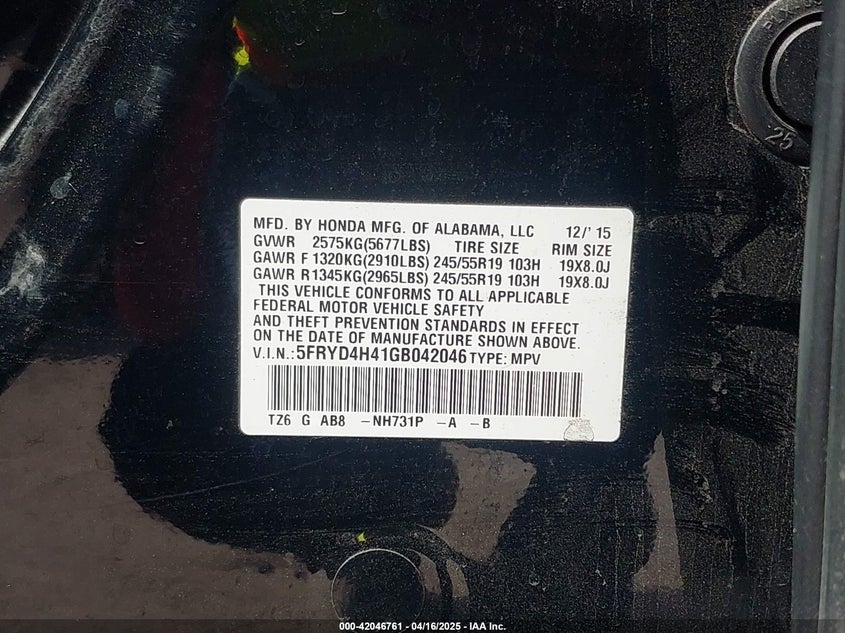 25
MFD. BY HONDA MFG. OF ALABAMA, LLC 12/'15
GVWR 2575KG(5677LBS) TIRE SIZE RIM SIZE
GAWR F 1320KG(2910LBS) 245/55R19 103H 19X8.0J
GAWR R1345KG(2965LBS) 245/55R19 103H 19X8.0J
THIS VEHICLE CONFORMS TO ALL APPLICABLE
FEDERAL MOTOR VEHICLE SAFETY
AND THEFT PREVENTION STANDARDS IN EFFECT
ON THE DATE OF MANUFACTURE SHOWN ABOVE.
V.I.N.:5FRYD4H41GB042046 TYPE: MPV
TZ6 G AB8 -NH731P -A -B
000-42046761 - 04/16/2025 - IAA Inc.